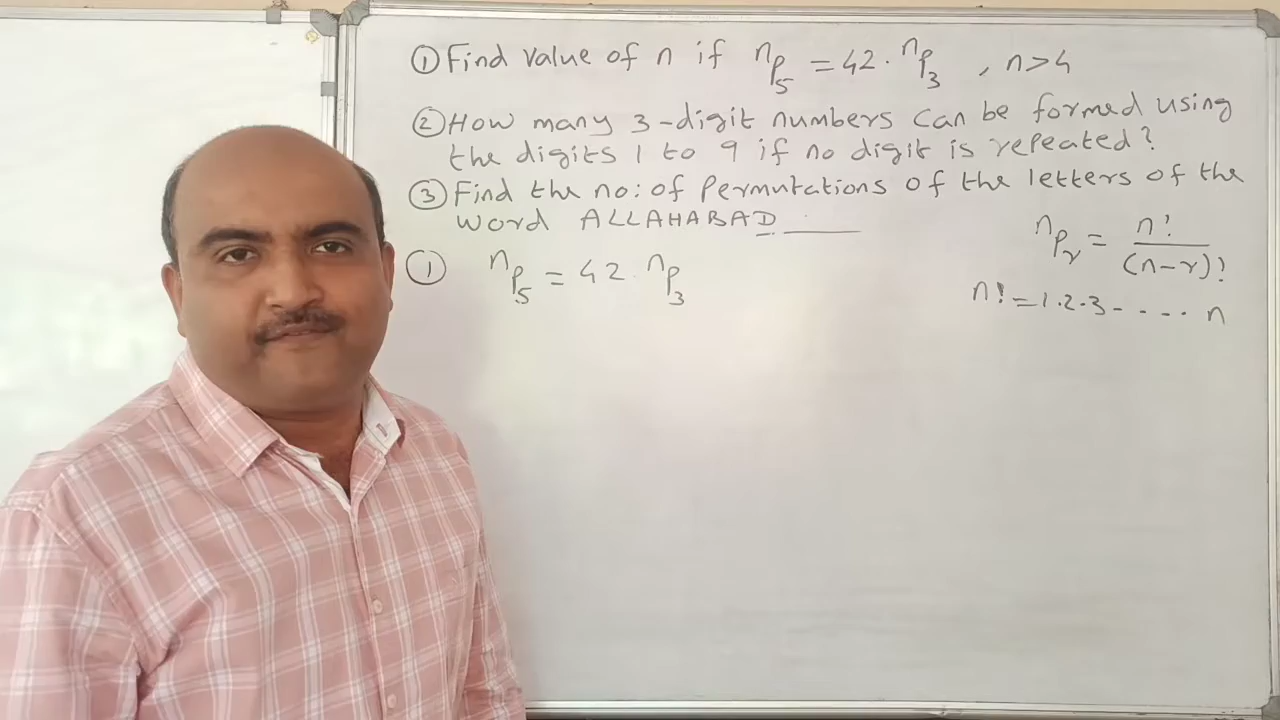 ① Find value of n if ⁿP₅ = 42 · ⁿP₃ , n > 4
② How many 3-digit numbers can be formed using
the digits 1 to 9 if no digit is repeated?
③ Find the no: of permutations of the letters of the
word ALLAHABAD
① ⁿP₅ = 42 · ⁿP₃
ⁿPᵣ = n! / (n-r)!
n! = 1·2·3- - - - · n